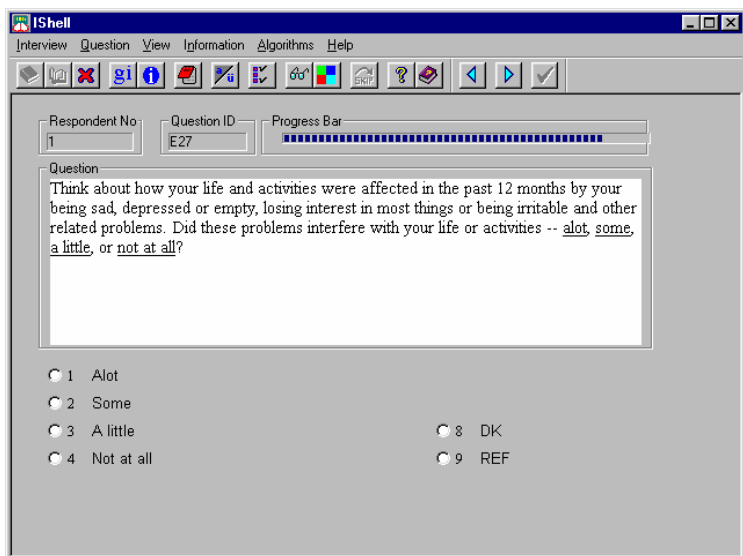 IShell
Interview Question View Information Algorithms Help
gi a/ü SKIP ?
Respondent No Question ID Progress Bar
1 E27
Question
Think about how your life and activities were affected in the past 12 months by your
being sad, depressed or empty, losing interest in most things or being irritable and other
related problems. Did these problems interfere with your life or activities -- alot, some,
a little, or not at all?
1 Alot
2 Some
3 A little 8 DK
4 Not at all 9 REF